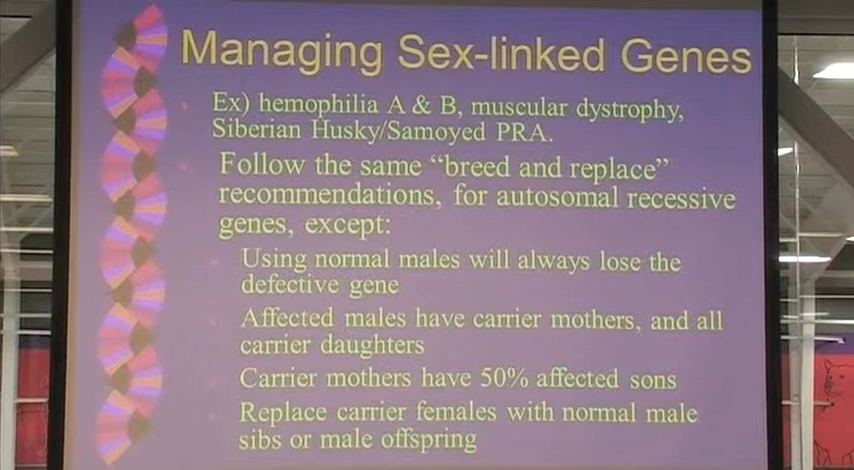 Managing Sex-linked Genes
Ex) hemophilia A & B, muscular dystrophy,
Siberian Husky/Samoyed PRA.
Follow the same “breed and replace”
recommendations, for autosomal recessive
genes, except:
Using normal males will always lose the
defective gene
Affected males have carrier mothers, and all
carrier daughters
Carrier mothers have 50% affected sons
Replace carrier females with normal male
sibs or male offspring